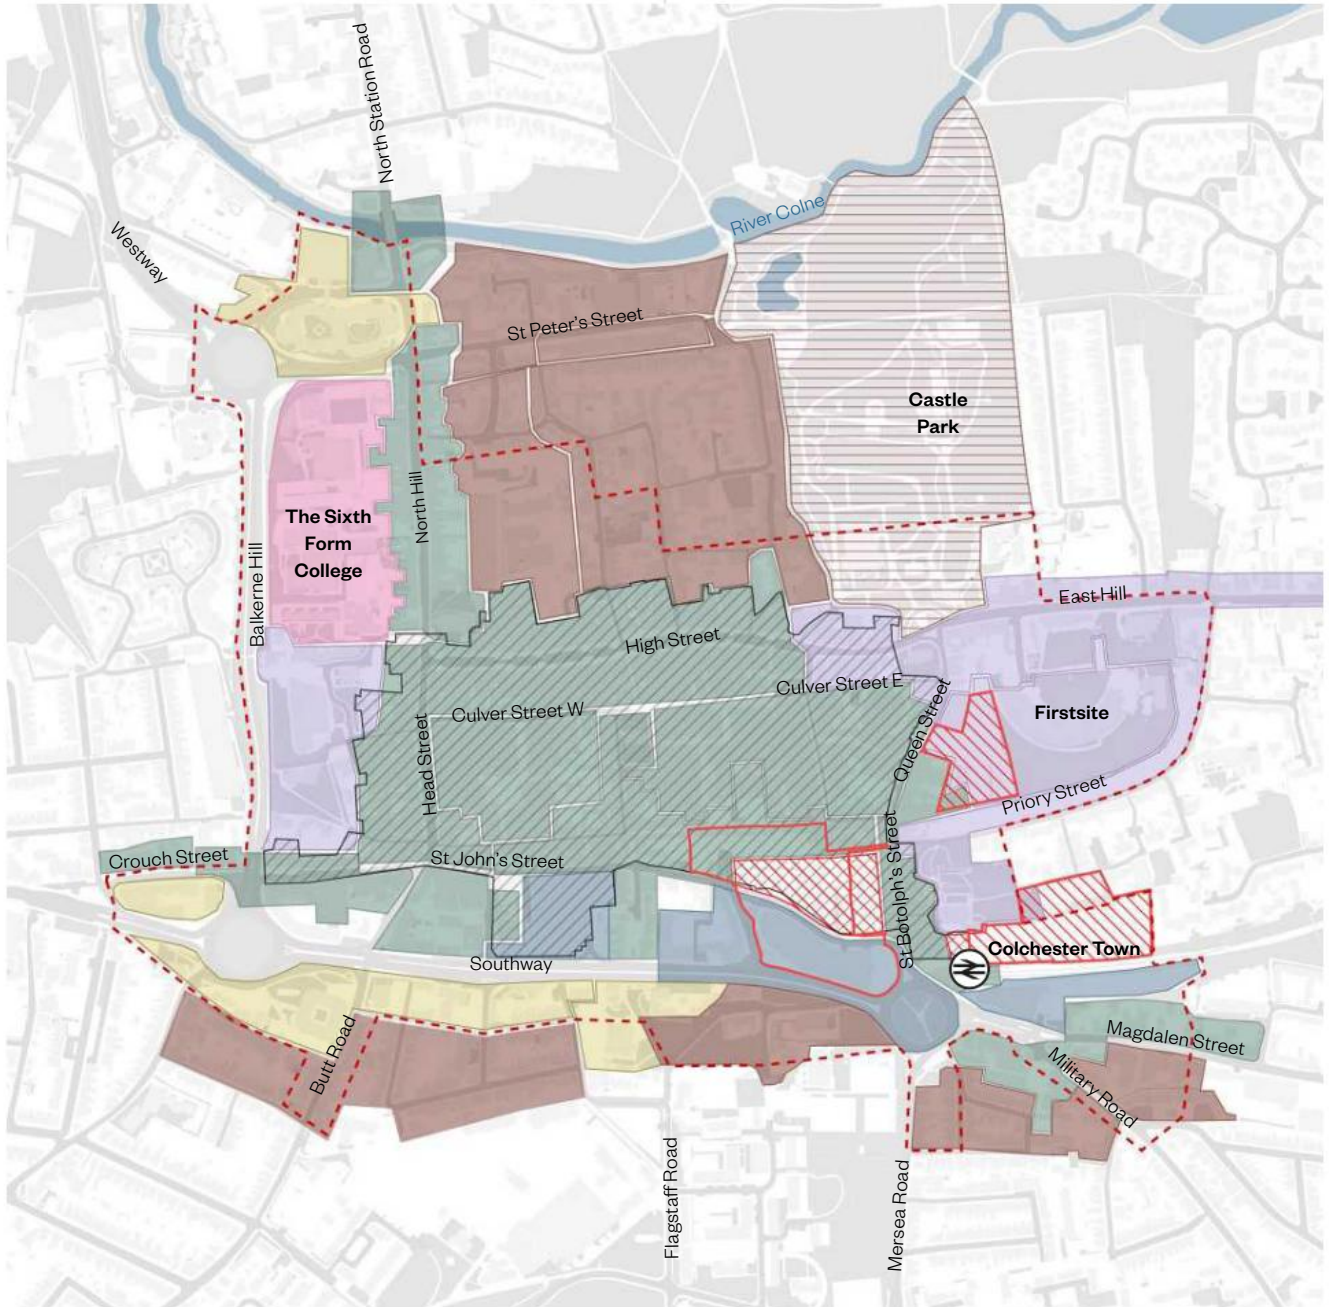 North Station Road
Westway
River Colne
St Peter's Street
Castle
Park
The Sixth
Form
College
North Hill
Balkerne Hill
East Hill
High Street
Culver Street E
Culver Street W
Queen Street
Firstsite
Head Street
Priory Street
Crouch Street
St John's Street
St Botolph's Street
Colchester Town
Southway
Butt Road
Magdalen Street
Military Road
Flagstaff Road
Mersea Road